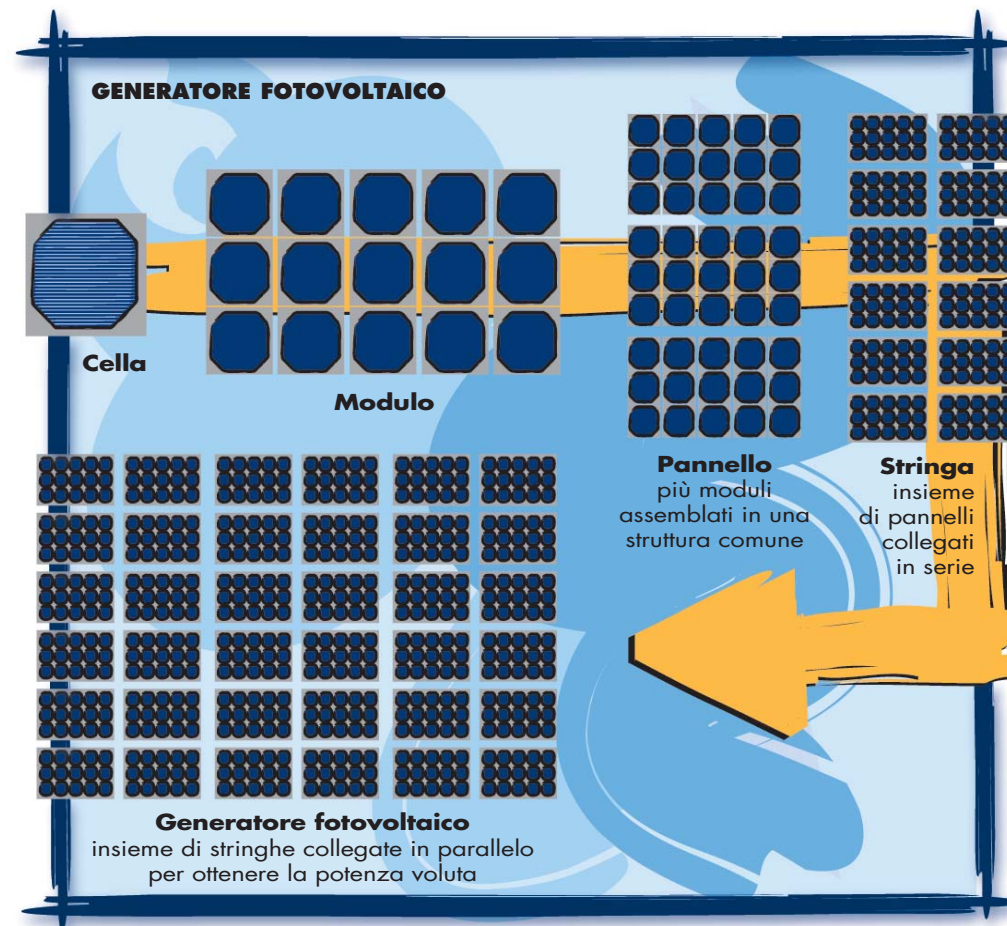 GENERATORE FOTOVOLTAICO
Cella
Modulo
Pannello
più moduli
assemblati in una
struttura comune
Stringa
insieme
di pannelli
collegati
in serie
Generatore fotovoltaico
insieme di stringhe collegate in parallelo
per ottenere la potenza voluta